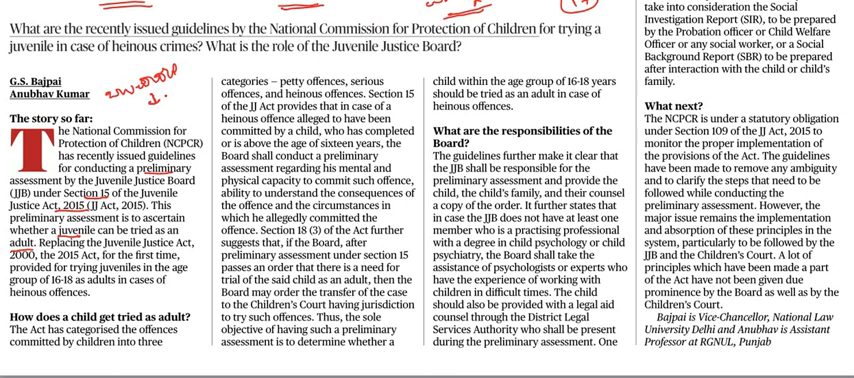 What are the recently issued guidelines by the National Commission for Protection of Children for trying a
juvenile in case of heinous crimes? What is the role of the Juvenile Justice Board?
G.S. Bajpai
Anubhav Kumar
The story so far:
The National Commission for
Protection of Children (NCPCR)
has recently issued guidelines
for conducting a preliminary
assessment by the Juvenile Justice Board
(JJB) under Section 15 of the Juvenile
Justice Act, 2015 (JJ Act, 2015). This
preliminary assessment is to ascertain
whether a juvenile can be tried as an
adult. Replacing the Juvenile Justice Act,
2000, the 2015 Act, for the first time,
provided for trying juveniles in the age
group of 16-18 as adults in cases of
heinous offences.
How does a child get tried as adult?
The Act has categorised the offences
committed by children into three
categories – petty offences, serious
offences, and heinous offences. Section 15
of the JJ Act provides that in case of a
heinous offence alleged to have been
committed by a child, who has completed
or is above the age of sixteen years, the
Board shall conduct a preliminary
assessment regarding his mental and
physical capacity to commit such offence,
ability to understand the consequences of
the offence and the circumstances in
which he allegedly committed the
offence. Section 18 (3) of the Act further
suggests that, if the Board, after
preliminary assessment under section 15
passes an order that there is a need for
trial of the said child as an adult, then the
Board may order the transfer of the case
to the Children's Court having jurisdiction
to try such offences. Thus, the sole
objective of having such a preliminary
assessment is to determine whether a
child within the age group of 16-18 years
should be tried as an adult in case of
heinous offences.
What are the responsibilities of the
Board?
The guidelines further make it clear that
the JJB shall be responsible for the
preliminary assessment and provide the
child, the child's family, and their counsel
a copy of the order. It further states that
in case the JJB does not have at least one
member who is a practising professional
with a degree in child psychology or child
psychiatry, the Board shall take the
assistance of psychologists or experts who
have the experience of working with
children in difficult times. The child
should also be provided with a legal aid
counsel through the District Legal
Services Authority who shall be present
during the preliminary assessment. One
take into consideration the Social
Investigation Report (SIR), to be prepared
by the Probation officer or Child Welfare
Officer or any social worker, or a Social
Background Report (SBR) to be prepared
after interaction with the child or child's
family.
What next?
The NCPCR is under a statutory obligation
under Section 109 of the JJ Act, 2015 to
monitor the proper implementation of
the provisions of the Act. The guidelines
have been made to remove any ambiguity
and to clarify the steps that need to be
followed while conducting the
preliminary assessment. However, the
major issue remains the implementation
and absorption of these principles in the
system, particularly to be followed by the
JJB and the Children's Court. A lot of
principles which have been made a part
of the Act have not been given due
prominence by the Board as well as by the
Children's Court.
Bajpai is Vice-Chancellor, National Law
University Delhi and Anubhav is Assistant
Professor at RGNUL, Punjab